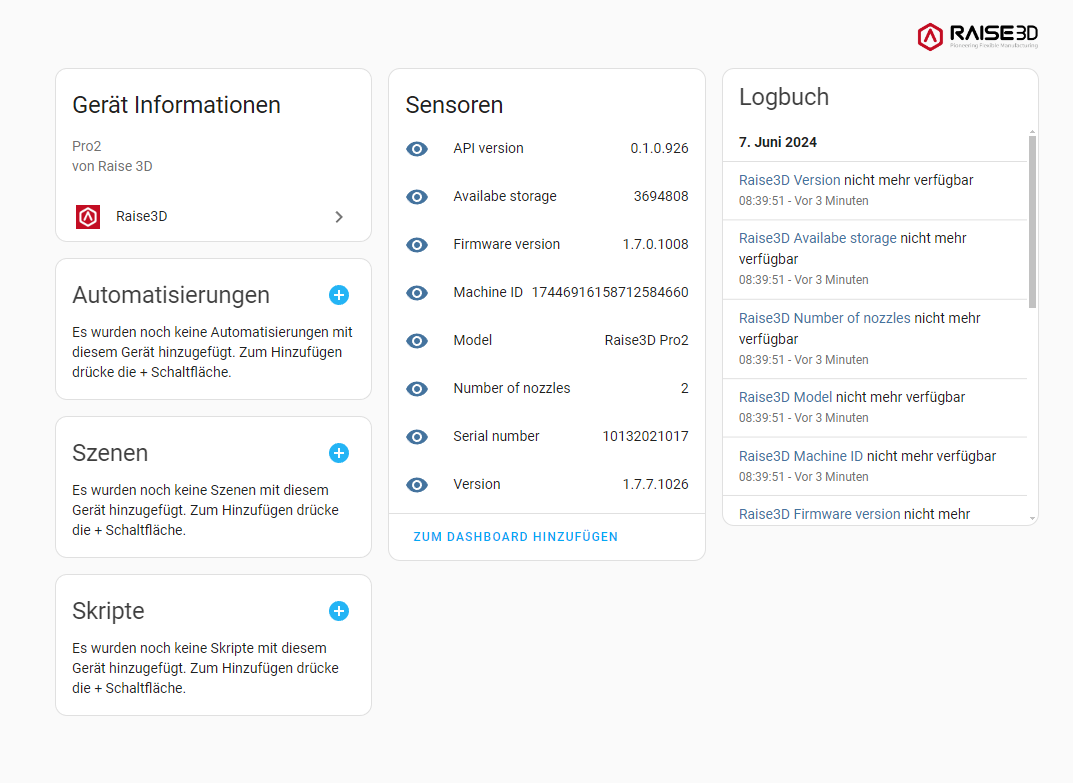 RAISE3D
Pioneering Flexible Manufacturing
Gerät Informationen
Pro2
von Raise 3D
Raise3D
Automatisierungen
Es wurden noch keine Automatisierungen mit
diesem Gerät hinzugefügt. Zum Hinzufügen
drücke die + Schaltfläche.
Szenen
Es wurden noch keine Szenen mit diesem
Gerät hinzugefügt. Zum Hinzufügen drücke
die + Schaltfläche.
Skripte
Es wurden noch keine Skripte mit diesem
Gerät hinzugefügt. Zum Hinzufügen drücke
die + Schaltfläche.
Sensoren
API version 0.1.0.926
Availabe storage 3694808
Firmware version 1.7.0.1008
Machine ID 17446916158712584660
Model Raise3D Pro2
Number of nozzles 2
Serial number 10132021017
Version 1.7.7.1026
ZUM DASHBOARD HINZUFÜGEN
Logbuch
7. Juni 2024
Raise3D Version nicht mehr verfügbar
08:39:51 - Vor 3 Minuten
Raise3D Availabe storage nicht mehr
verfügbar
08:39:51 - Vor 3 Minuten
Raise3D Number of nozzles nicht mehr
verfügbar
08:39:51 - Vor 3 Minuten
Raise3D Model nicht mehr verfügbar
08:39:51 - Vor 3 Minuten
Raise3D Machine ID nicht mehr verfügbar
08:39:51 - Vor 3 Minuten
Raise3D Firmware version nicht mehr